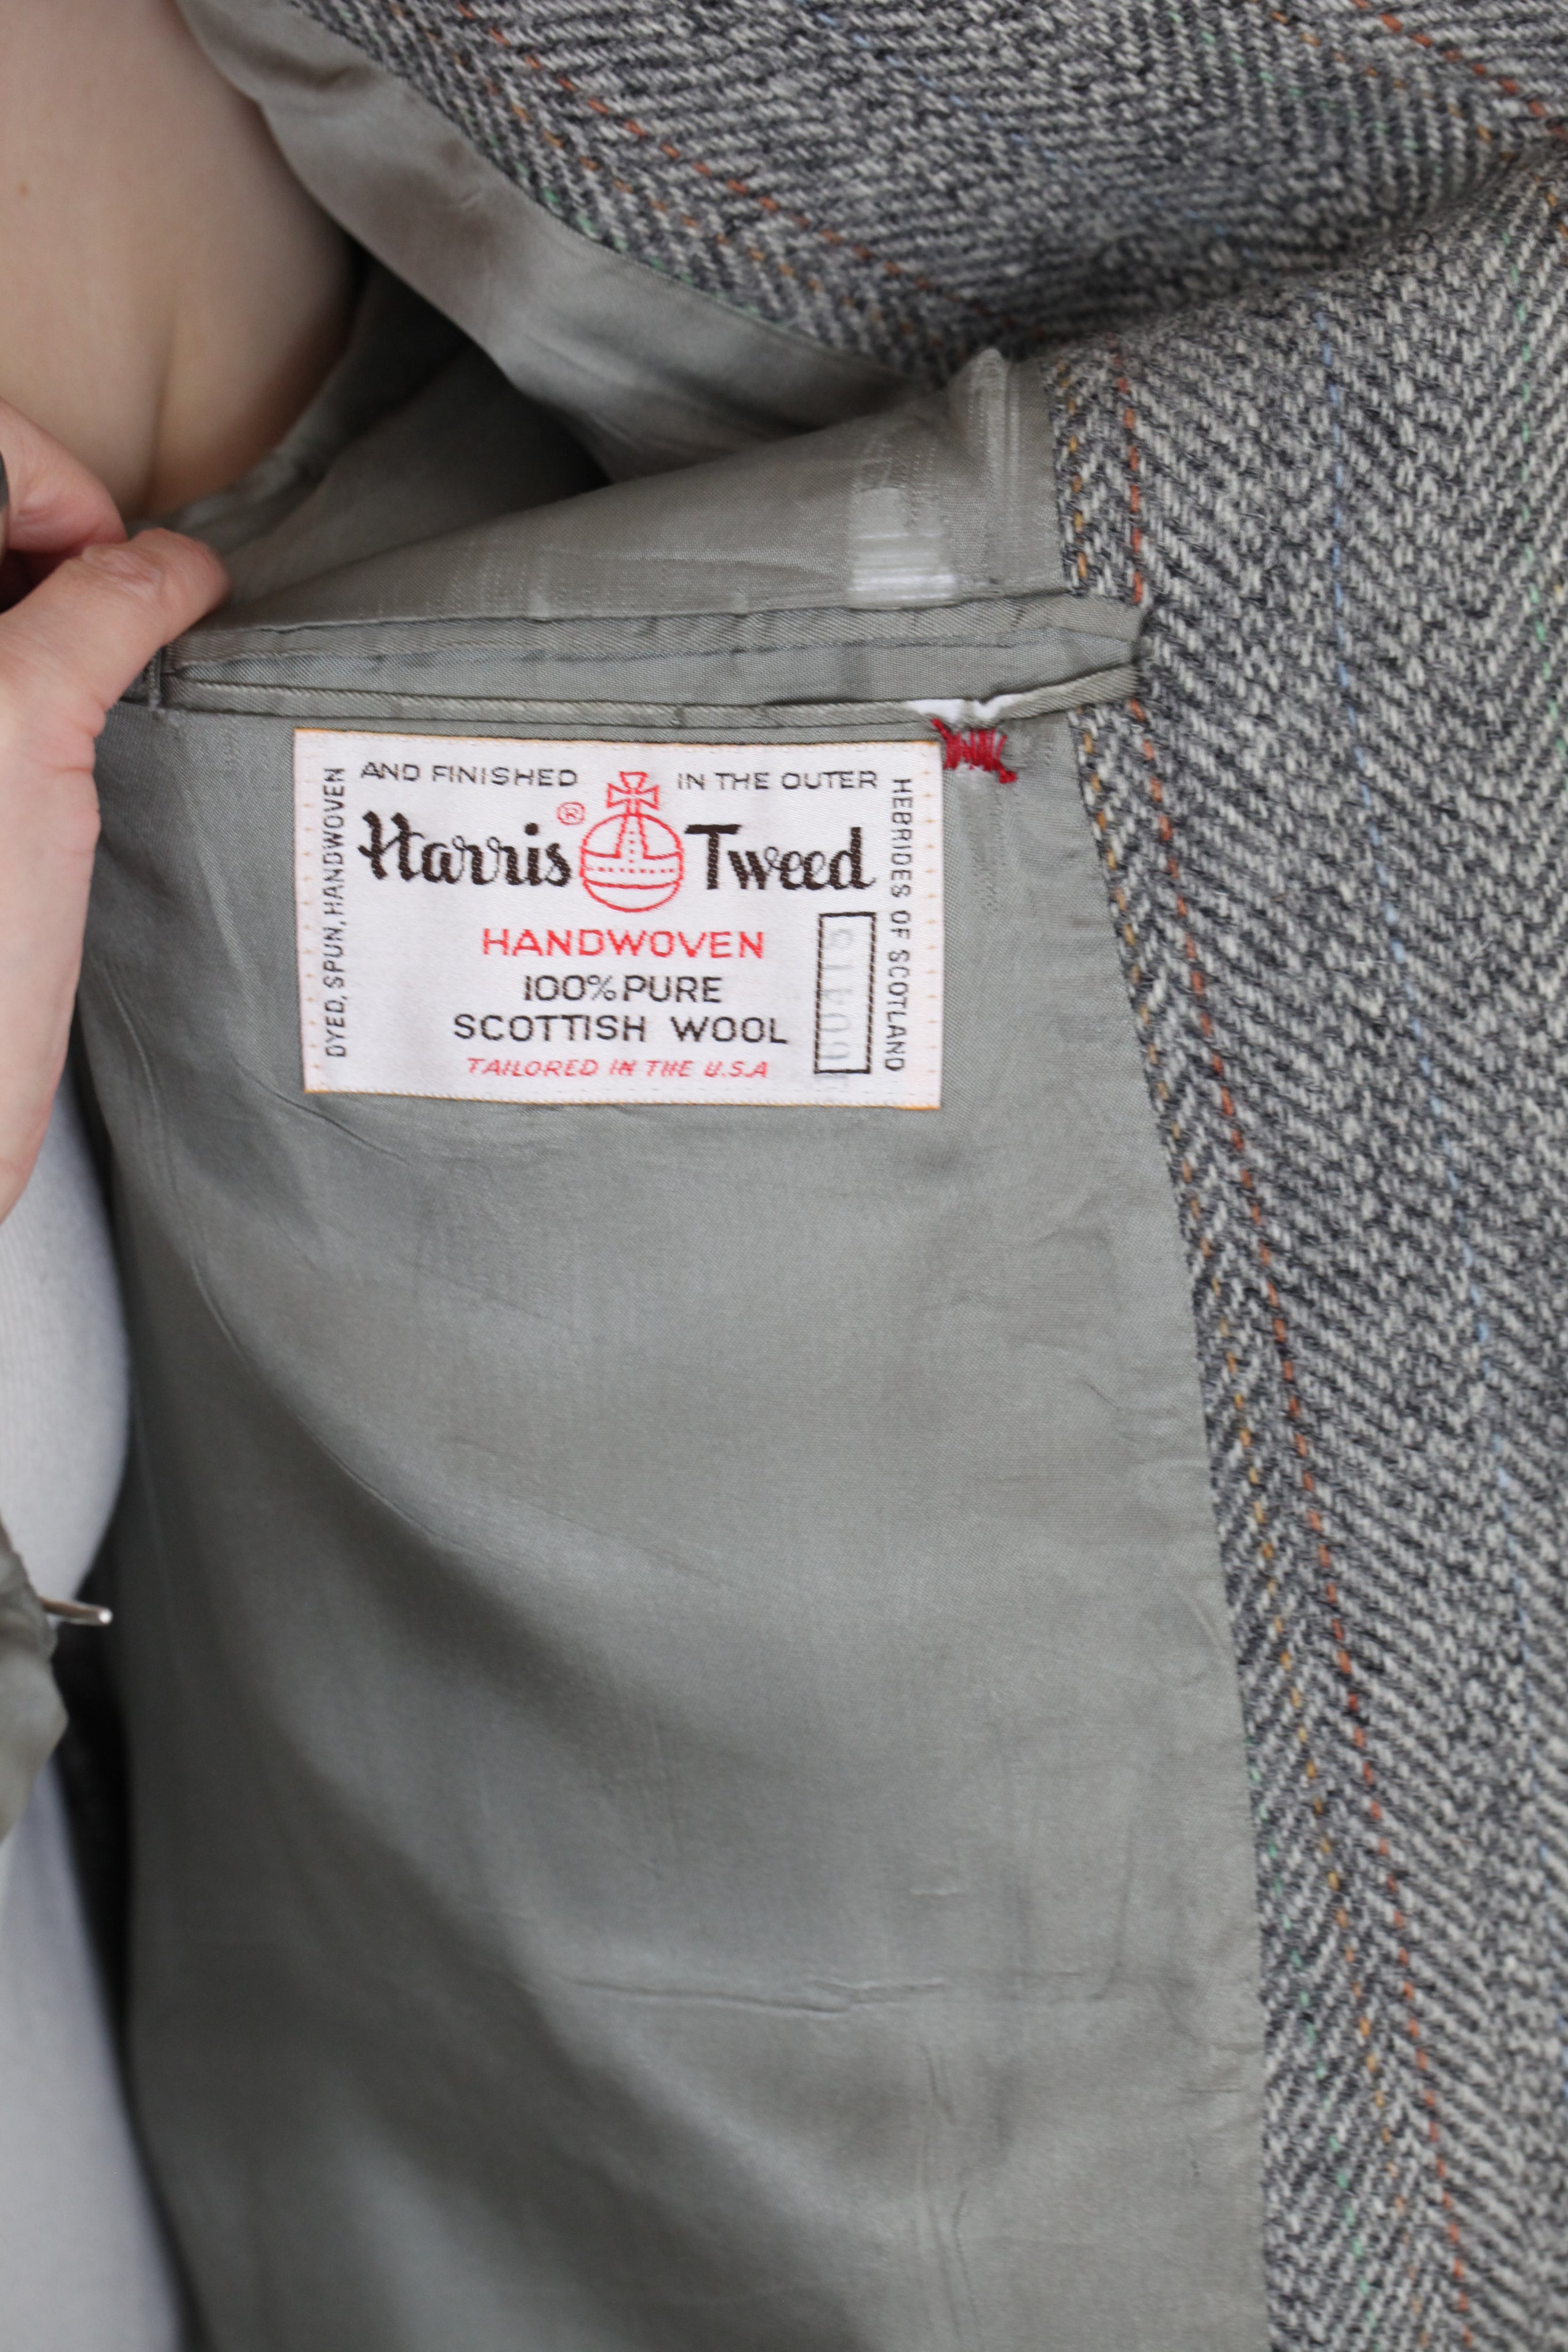 DYED, SPUN, HANDWOVEN
AND FINISHED
IN THE OUTER
HEBRIDES OF SCOTLAND
Harris ® Tweed
HANDWOVEN
100% PURE
SCOTTISH WOOL
TAILORED IN THE U.S.A